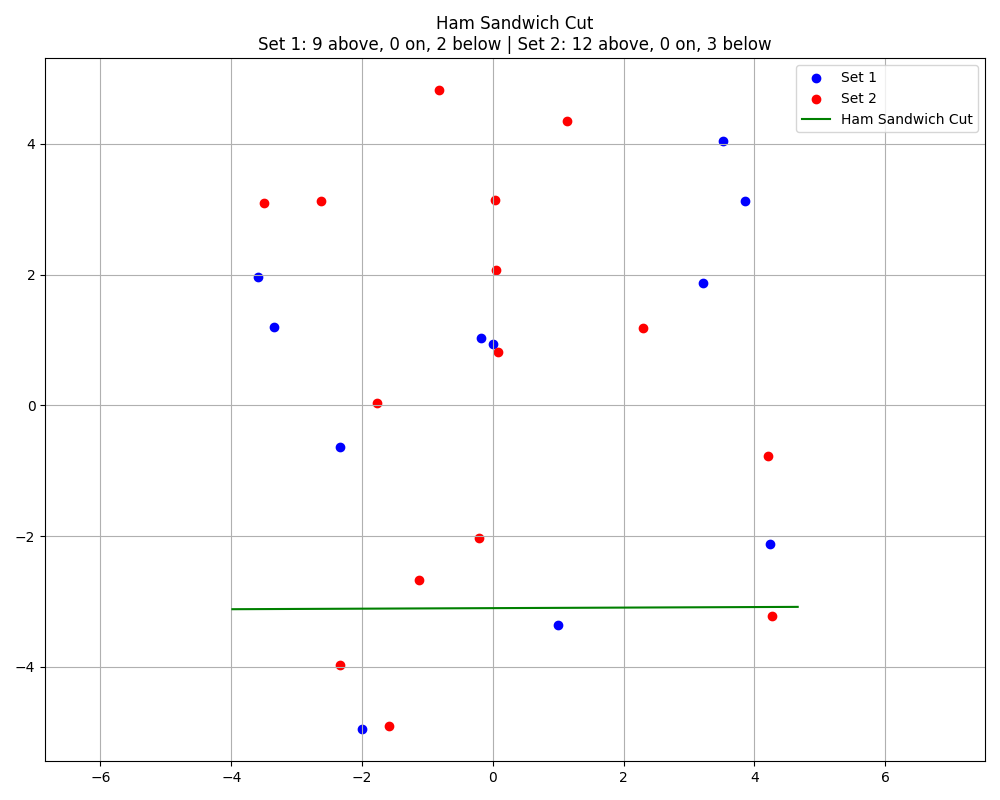 Ham Sandwich Cut
Set 1: 9 above, 0 on, 2 below | Set 2: 12 above, 0 on, 3 below
Set 1
Set 2
Ham Sandwich Cut
4
2
0
−2
−4
−6
−4
−2
0
2
4
6